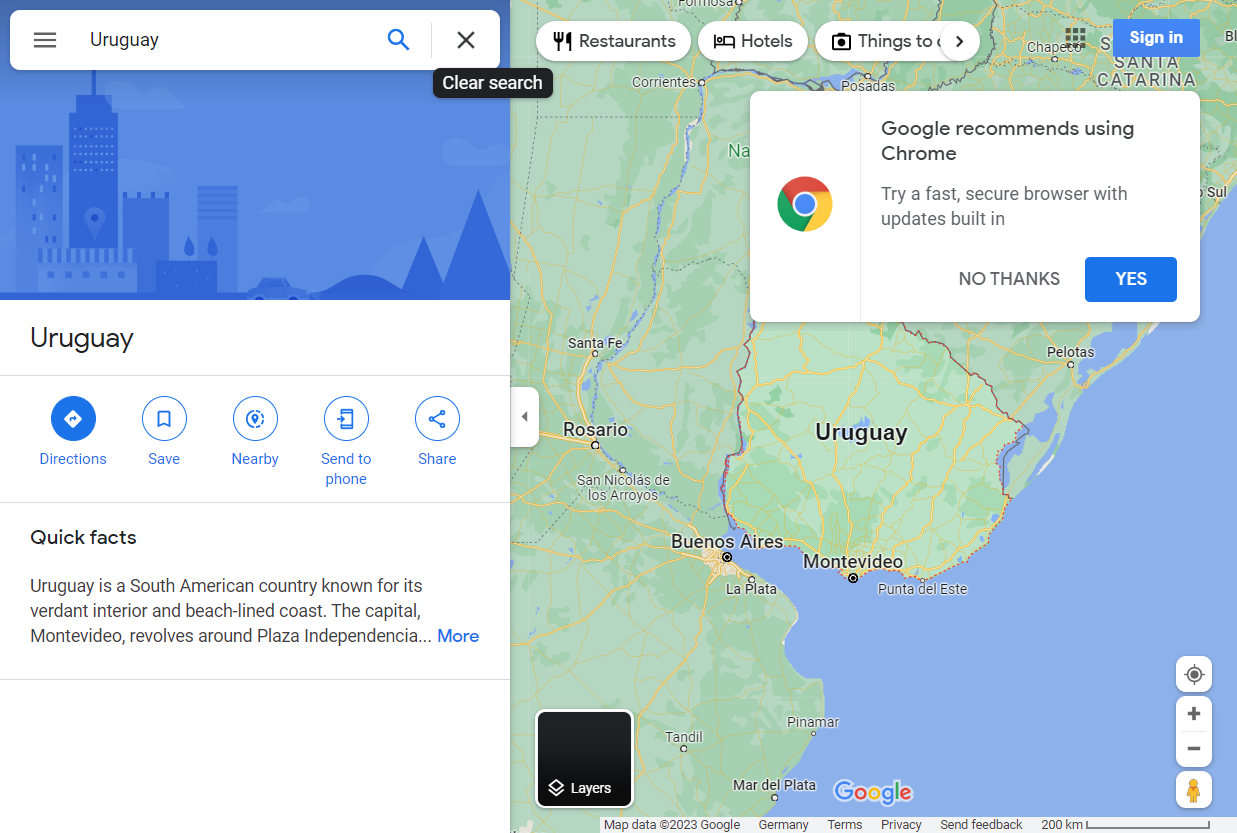 Uruguay
Clear search
Uruguay
Directions
Save
Nearby
Send to
phone
Share
Quick facts
Uruguay is a South American country known for its
verdant interior and beach-lined coast. The capital,
Montevideo, revolves around Plaza Independencia... More
Restaurants
Hotels
Things to
Sign in
Formosa
Corrientes
Posadas
Chapecó
SANTA
CATARINA
Bl
Na
Google recommends using
Chrome
Try a fast, secure browser with
updates built in
NO THANKS
YES
Sul
Santa Fe
Pelotas
Rosario
Uruguay
San Nicolás de
los Arroyos
Buenos Aires
Montevideo
La Plata
Punta del Este
Pinamar
Tandil
Mar del Plata
Layers
Google
Map data ©2023 Google
Germany
Terms
Privacy
Send feedback
200 km